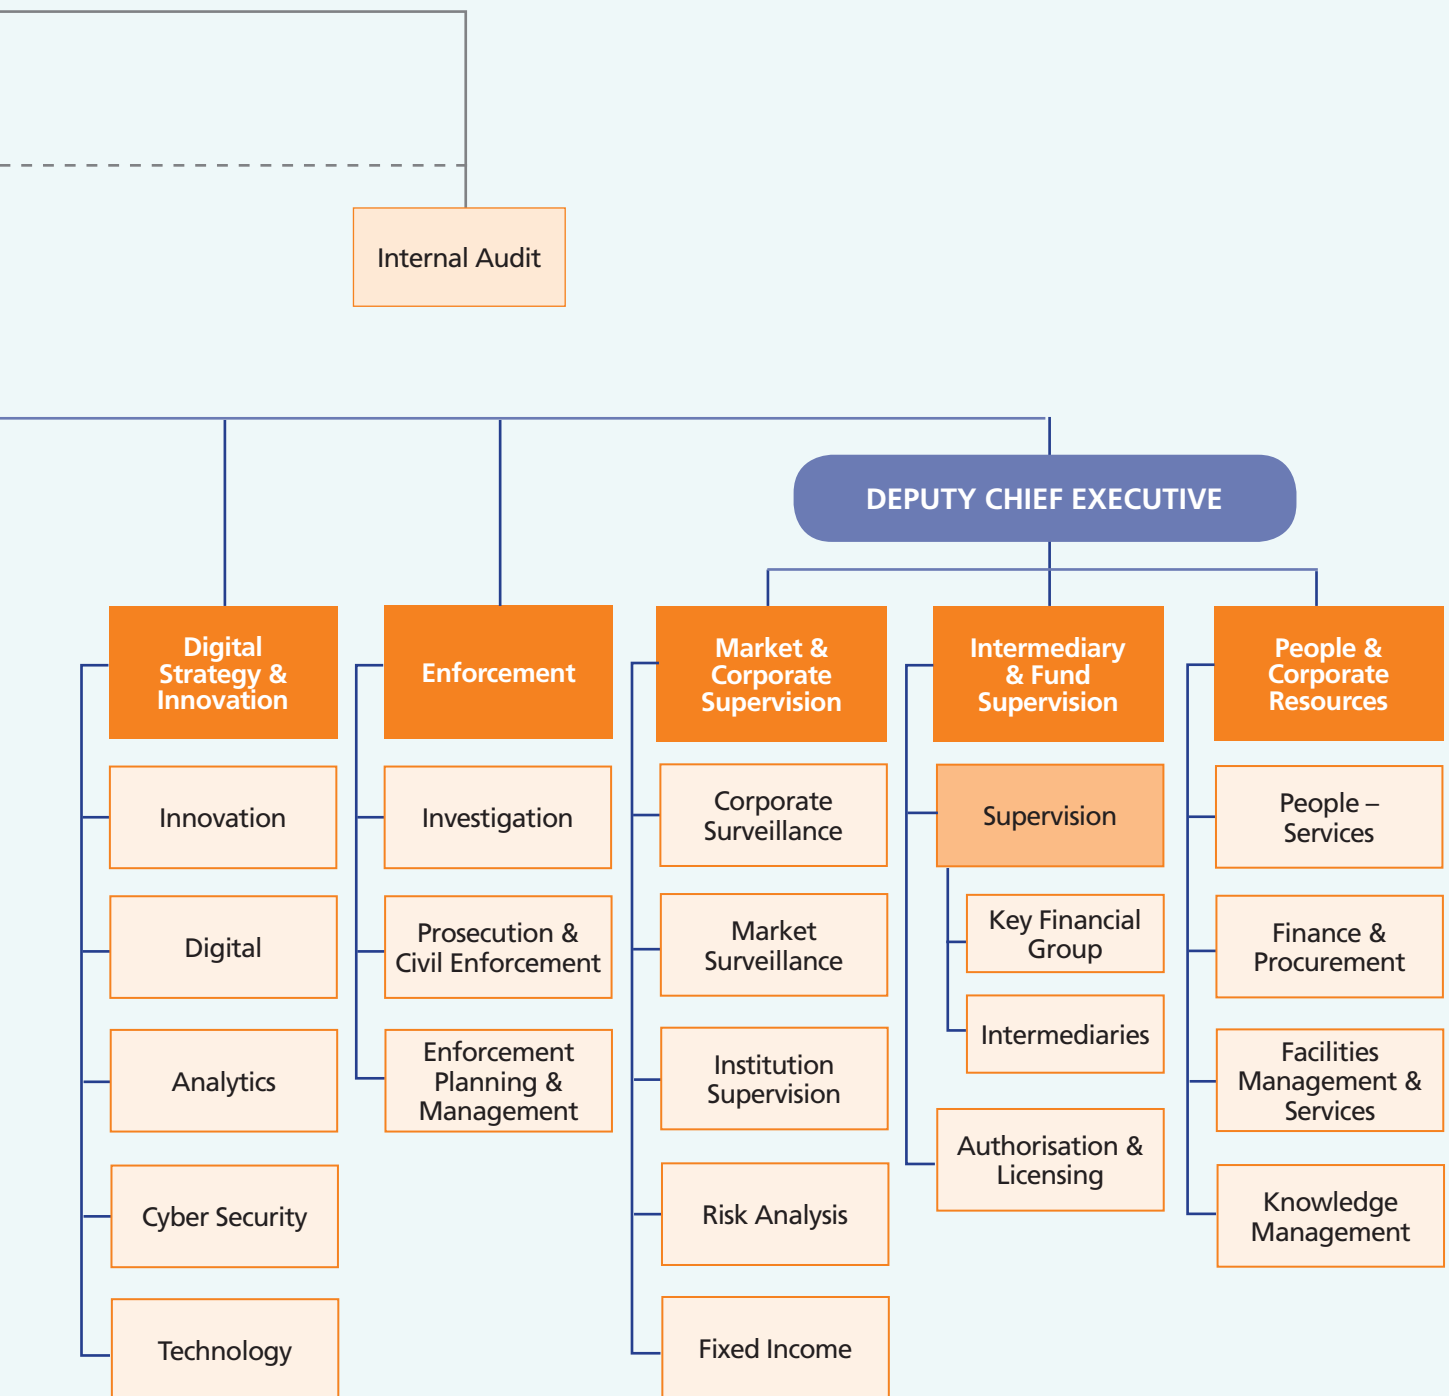 Internal Audit
DEPUTY CHIEF EXECUTIVE
Digital
Strategy &
Innovation
Innovation
Digital
Analytics
Cyber Security
Technology
Enforcement
Investigation
Prosecution &
Civil Enforcement
Enforcement
Planning &
Management
Market &
Corporate
Supervision
Corporate
Surveillance
Market
Surveillance
Institution
Supervision
Risk Analysis
Fixed Income
Intermediary
& Fund
Supervision
Supervision
Key Financial
Group
Intermediaries
Authorisation &
Licensing
People &
Corporate
Resources
People –
Services
Finance &
Procurement
Facilities
Management &
Services
Knowledge
Management